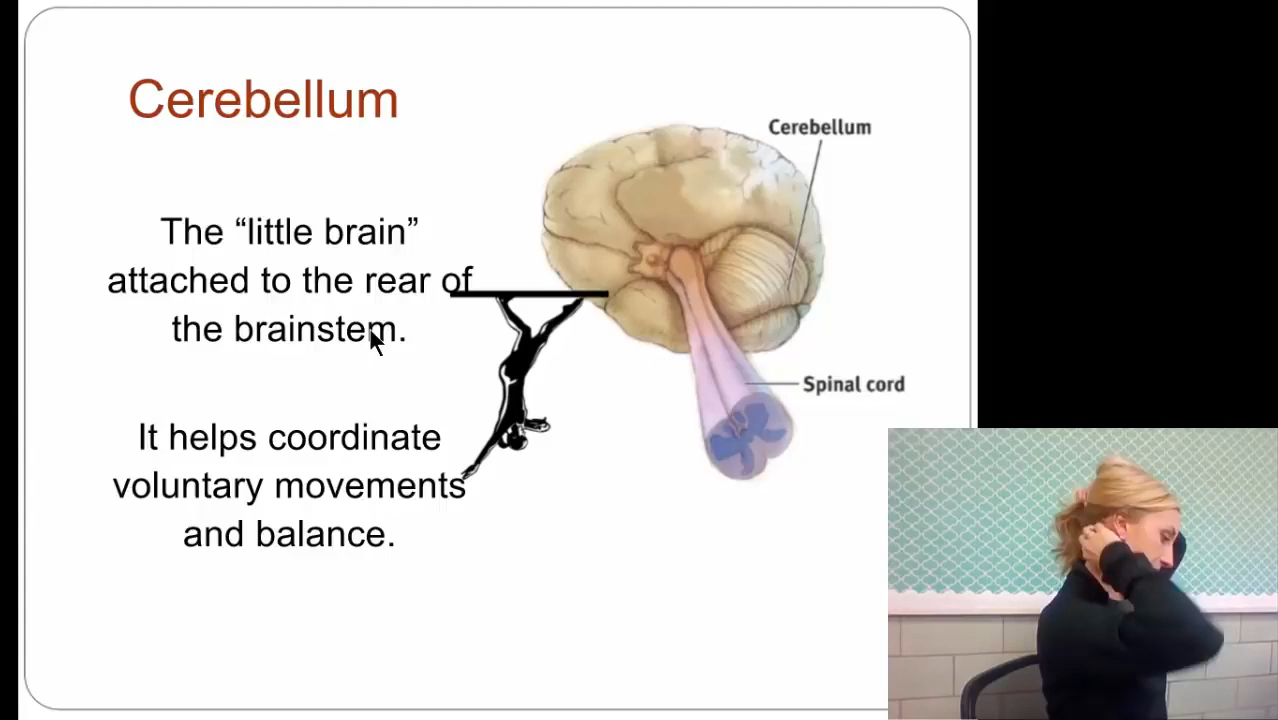 Cerebellum
The “little brain”
attached to the rear of
the brainstem.
It helps coordinate
voluntary movements
and balance.
Cerebellum
Spinal cord